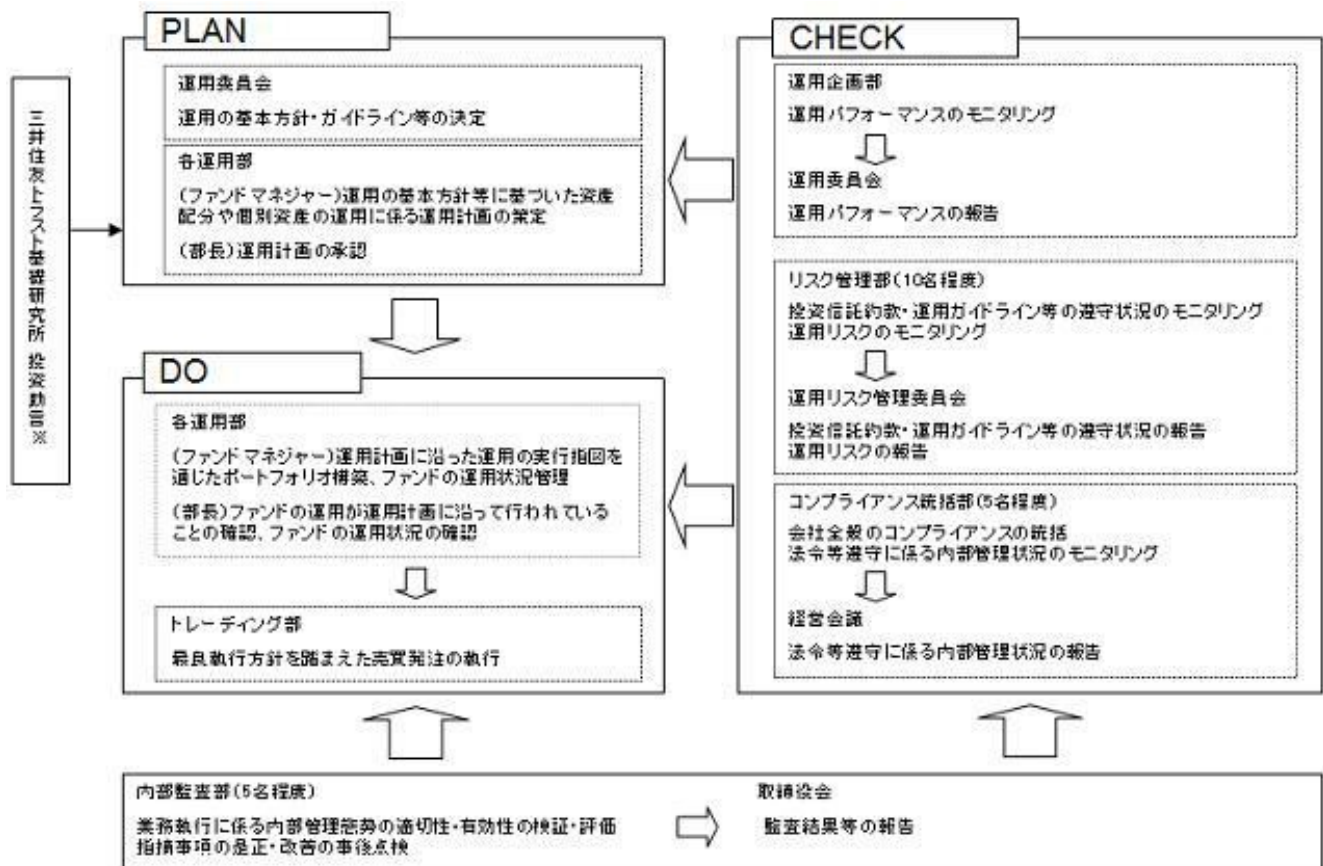 三井住友トラスト基礎研究所 投資助言※
PLAN
運用委員会
運用の基本方針・ガイドライン等の決定
各運用部
(ファンドマネジャー)運用の基本方針等に基づいた資産
配分や個別資産の運用に係る運用計画の策定
(部長)運用計画の承認
DO
各運用部
(ファンドマネジャー)運用計画に沿った運用の実行指図を
通じたポートフォリオ構築、ファンドの運用状況管理
(部長)ファンドの運用が運用計画に沿って行われている
ことの確認、ファンドの運用状況の確認
トレーディング部
最良執行方針を踏まえた売買発注の執行
CHECK
運用企画部
運用パフォーマンスのモニタリング
運用委員会
運用パフォーマンスの報告
リスク管理部(10名程度)
投資信託約款・運用ガイドライン等の遵守状況のモニタリング
運用リスクのモニタリング
運用リスク管理委員会
投資信託約款・運用ガイドライン等の遵守状況の報告
運用リスクの報告
コンプライアンス統括部(5名程度)
会社全般のコンプライアンスの統括
法令等遵守に係る内部管理状況のモニタリング
経営会議
法令等遵守に係る内部管理状況の報告
内部監査部(5名程度)
業務執行に係る内部管理態勢の適切性・有効性の検証・評価
指摘事項の是正・改善の事後点検
取締役会
監査結果等の報告